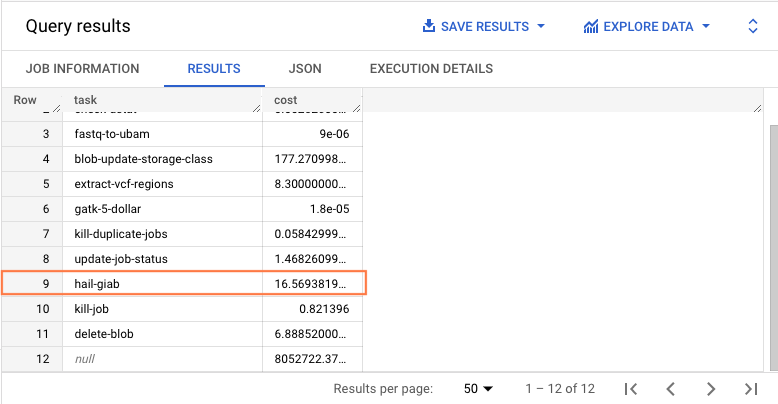 Query results
SAVE RESULTS
EXPLORE DATA
JOB INFORMATION
RESULTS
JSON
EXECUTION DETAILS
Row task cost
3 fastq-to-ubam 9e-06
4 blob-update-storage-class 177.270998...
5 extract-vcf-regions 8.30000000...
6 gatk-5-dollar 1.8e-05
7 kill-duplicate-jobs 0.05842999...
8 update-job-status 1.46826099...
9 hail-giab 16.5693819...
10 kill-job 0.821396
11 delete-blob 6.88852000...
12 null 8052722.37...
Results per page: 50 1 – 12 of 12